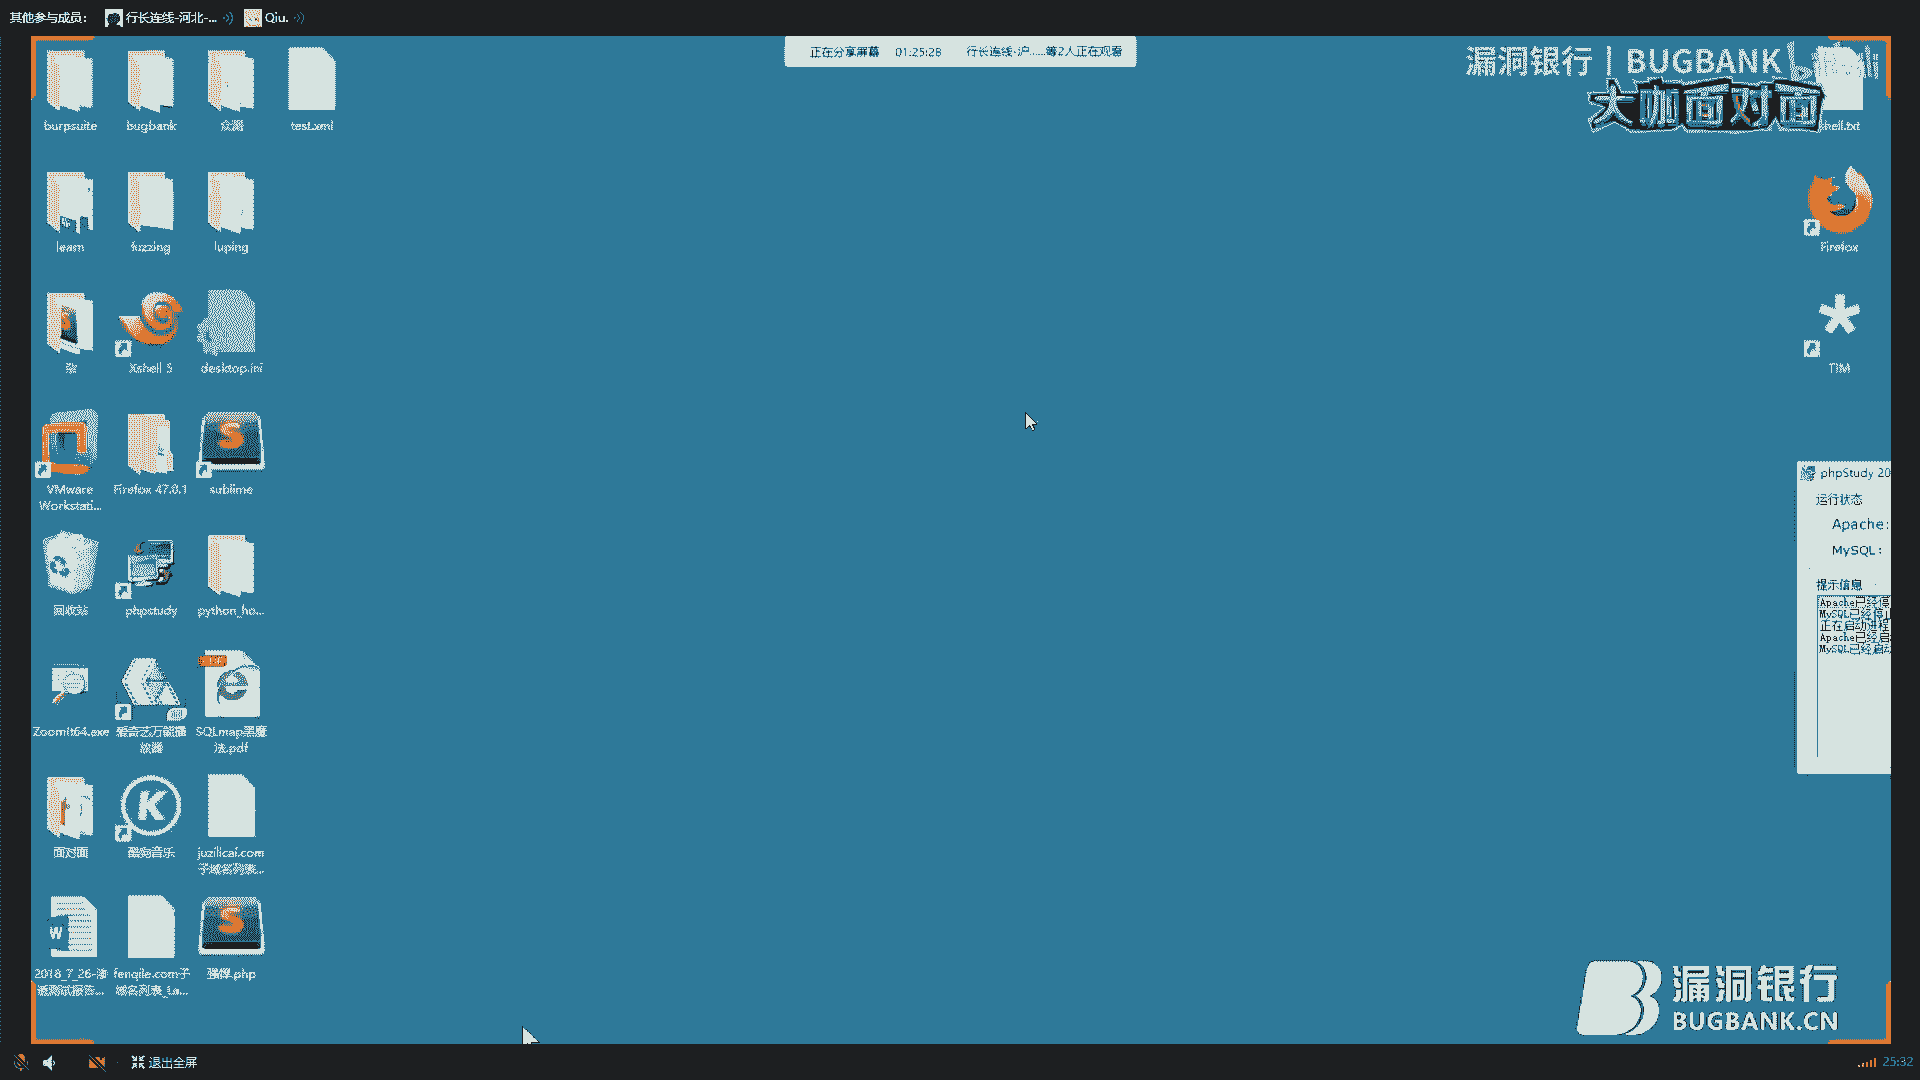 其他参与成员: 行长连线-河北-... Qiu.
正在分享屏幕 01:25:28 行长连线-沪......等2人正在观看
漏洞银行 | BUGBANK
bilibili
大咖面对面
burpsuite
bugbank
众测
test.xml
shell.txt
learn
fuzzing
luping
Firefox
杂
Xshell 5
desktop.ini
TIM
VMware
Workstati...
Firefox 47.0.1
sublime
phpStudy 20
运行状态
Apache:
MySQL:
提示信息
Apache已经停
MySQL已经停止
正在启动进程
Apache已经启
MySQL已经启动
回收站
phpstudy
python_ho...
ZoomIt64.exe
爱奇艺万能播
放器
SQLmap黑魔
法.pdf
面对面
酷狗音乐
juzilicai.com
子域名列表...
2018_7_26-渗
透测试报告...
fenqile.com子
域名列表_La...
强悍.php
漏洞银行
BUGBANK.CN
退出全屏
25:32